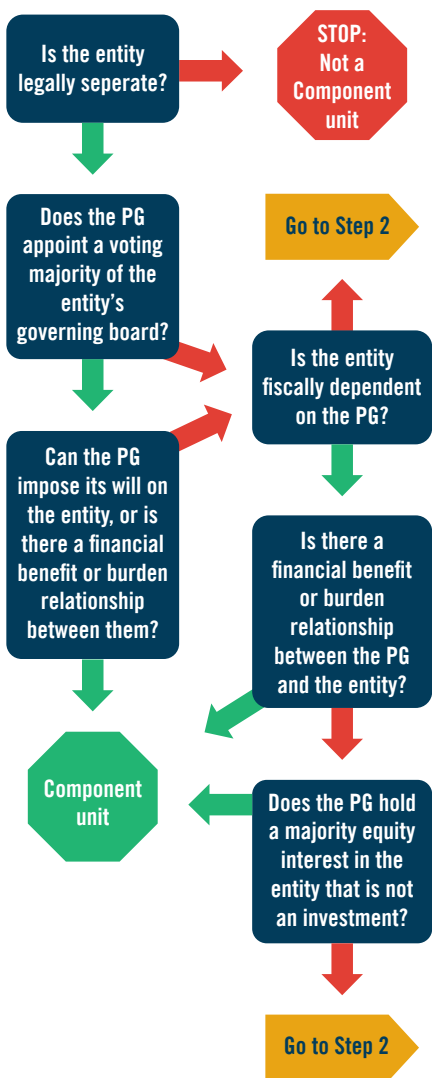 Is the entity
legally seperate?
STOP:
Not a
Component
unit
Does the PG
appoint a voting
majority of the
entity's
governing board?
Go to Step 2
Is the entity
fiscally dependent
on the PG?
Can the PG
impose its will on
the entity, or is
there a financial
benefit or burden
relationship
between them?
Is there a
financial benefit
or burden
relationship
between the PG
and the entity?
Component
unit
Does the PG hold
a majority equity
interest in the
entity that is not
an investment?
Go to Step 2